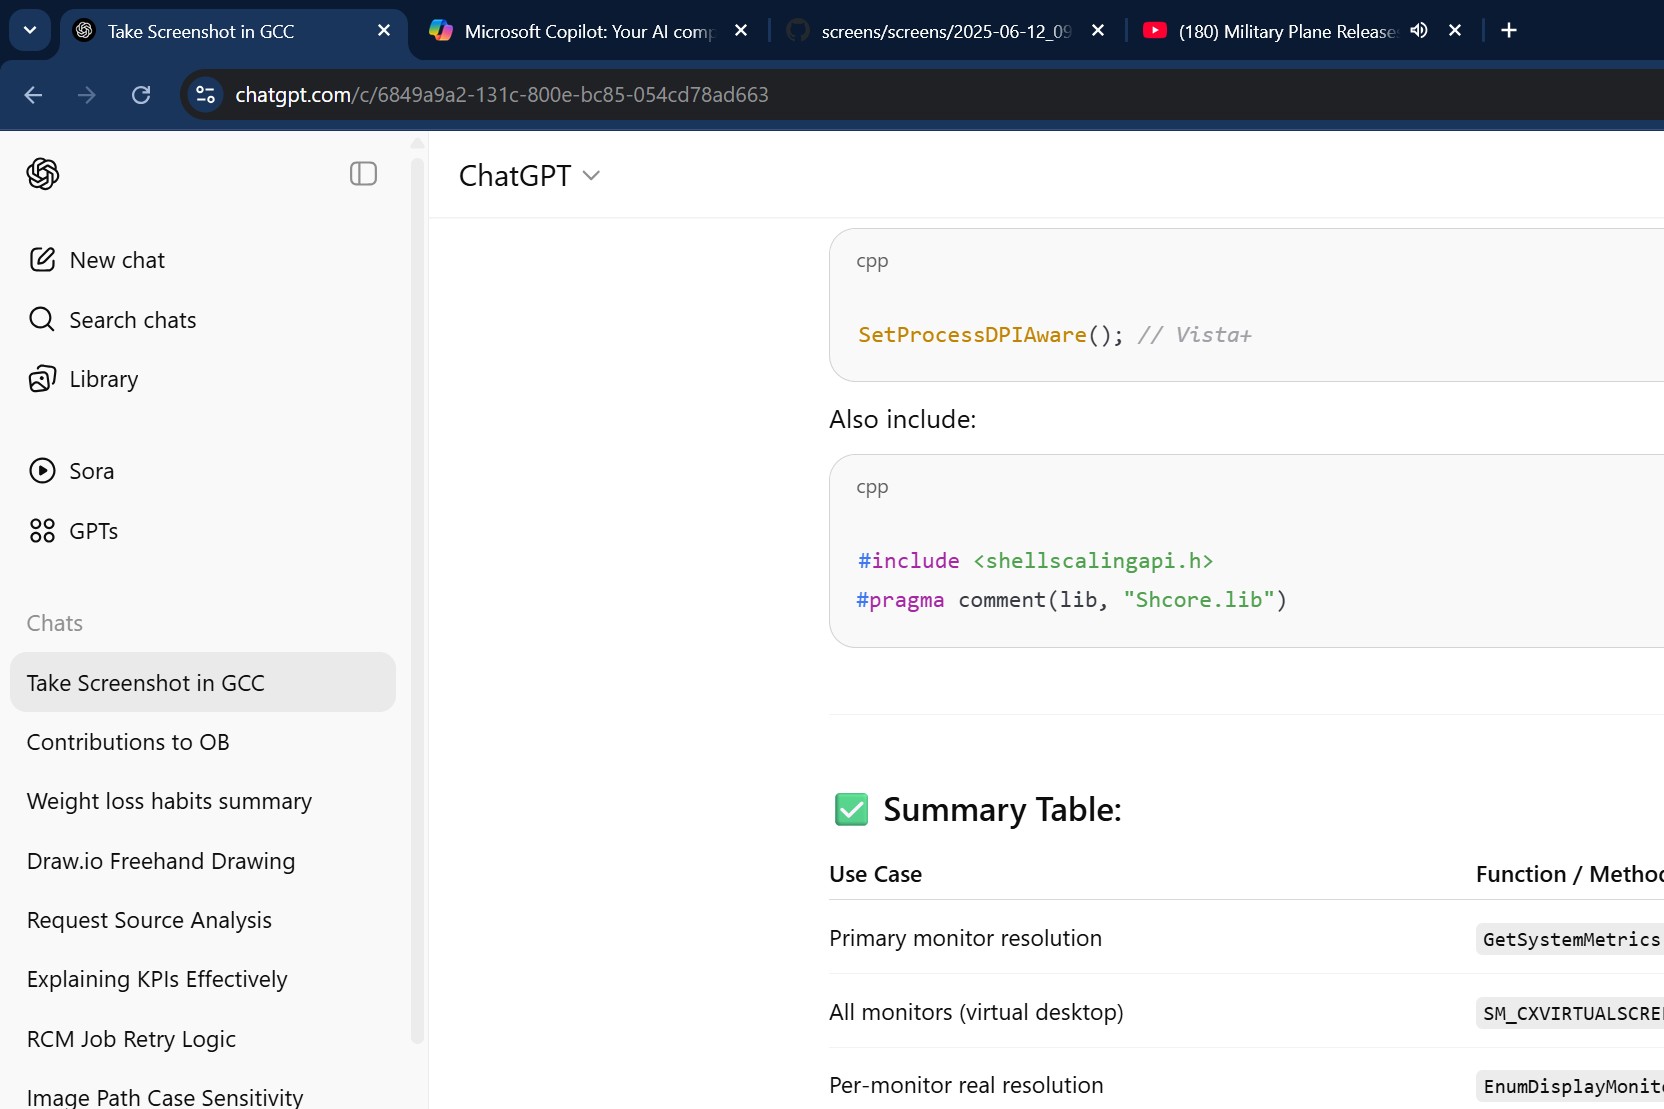 Take Screenshot in GCC
Microsoft Copilot: Your AI comp
screens/screens/2025-06-12_09
(180) Military Plane Release
chatgpt.com/c/6849a9a2-131c-800e-bc85-054cd78ad663
ChatGPT
New chat
Search chats
Library
Sora
GPTs
Chats
Take Screenshot in GCC
Contributions to OB
Weight loss habits summary
Draw.io Freehand Drawing
Request Source Analysis
Explaining KPIs Effectively
RCM Job Retry Logic
Image Path Case Sensitivity
cpp
SetProcessDPIAware(); // Vista+
Also include:
cpp
#include <shellscalingapi.h>
#pragma comment(lib, "Shcore.lib")
✅ Summary Table:
Use Case Function / Method
Primary monitor resolution GetSystemMetrics
All monitors (virtual desktop) SM_CXVIRTUALSCRE
Per-monitor real resolution EnumDisplayMonit